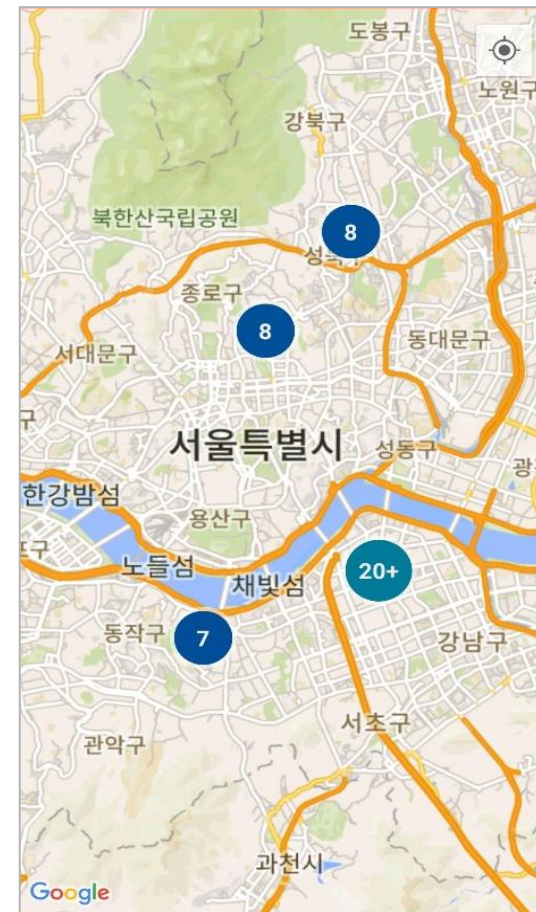 도봉구
노원구
강북구
북한산국립공원
8
종로구
8
서대문구
동대문구
서울특별시
성동구
한강밤섬
용산구
노들섬
채빛섬
20+
동작구
7
강남구
서초구
관악구
과천시
Google